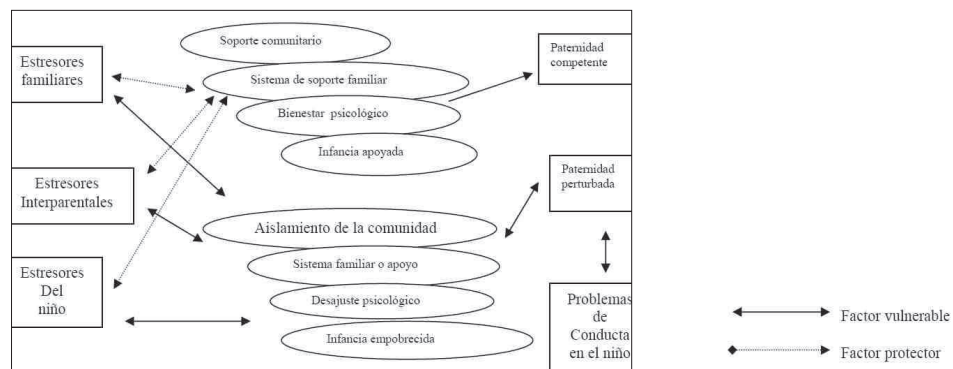 Estresores
familiares
Estresores
Interparentales
Estresores
Del
niño
Soporte comunitario
Sistema de soporte familiar
Bienestar psicológico
Infancia apoyada
Aislamiento de la comunidad
Sistema familiar o apoyo
Desajuste psicológico
Infancia empobrecida
Paternidad
competente
Paternidad
perturbada
Problemas
de
Conducta
en el niño
Factor vulnerable
Factor protector